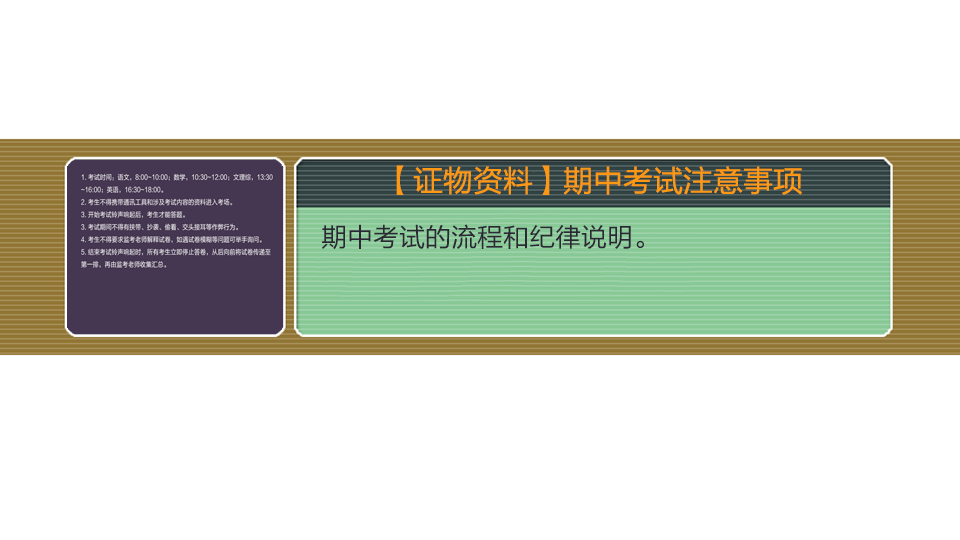 1. 考试时间：语文，8:00~10:00；数学，10:30~12:00；文理综，13:30
~16:00；英语，16:30~18:00。
2. 考生不得携带通讯工具和涉及考试内容的资料进入考场。
3. 开始考试铃声响起后，考生才能答题。
3. 考试期间不得有挟带、抄袭、偷看、交头接耳等作弊行为。
4. 考生不得要求监考老师解释试卷，如遇试卷模糊等问题可举手询问。
5. 结束考试铃声响起时，所有考生立即停止答卷，从后向前将试卷传递至
第一排，再由监考老师收集汇总。
【证物资料】期中考试注意事项
期中考试的流程和纪律说明。